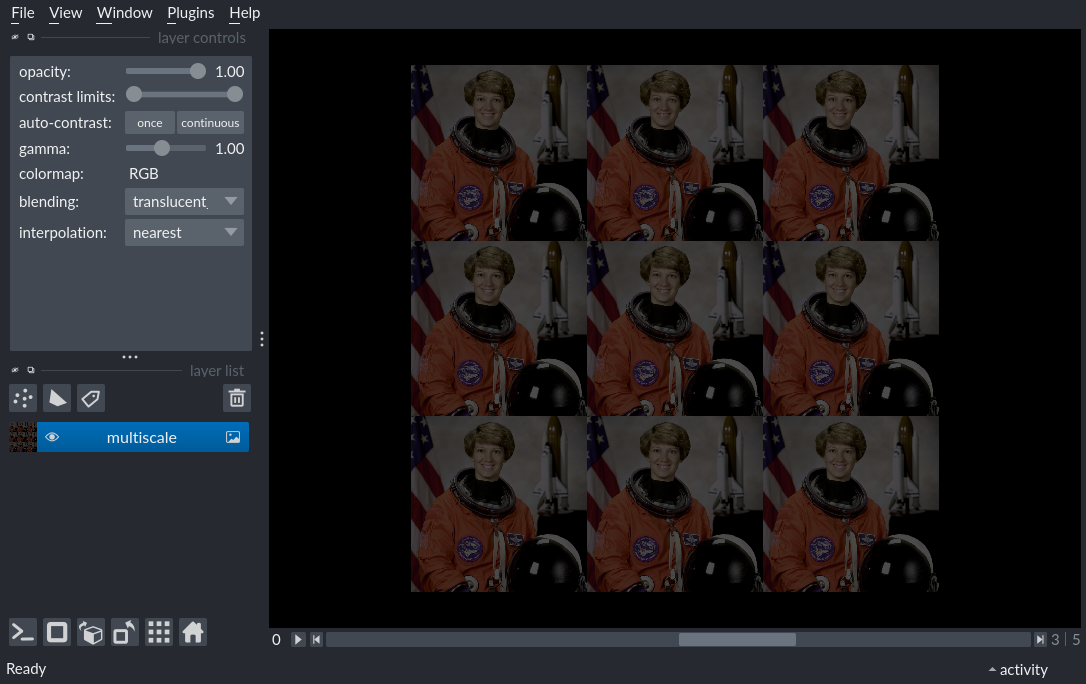 File View Window Plugins Help
layer controls
opacity: 1.00
contrast limits:
auto-contrast: once continuous
gamma: 1.00
colormap: RGB
blending: translucent_
interpolation: nearest
layer list
multiscale
0 3 | 5
Ready activity